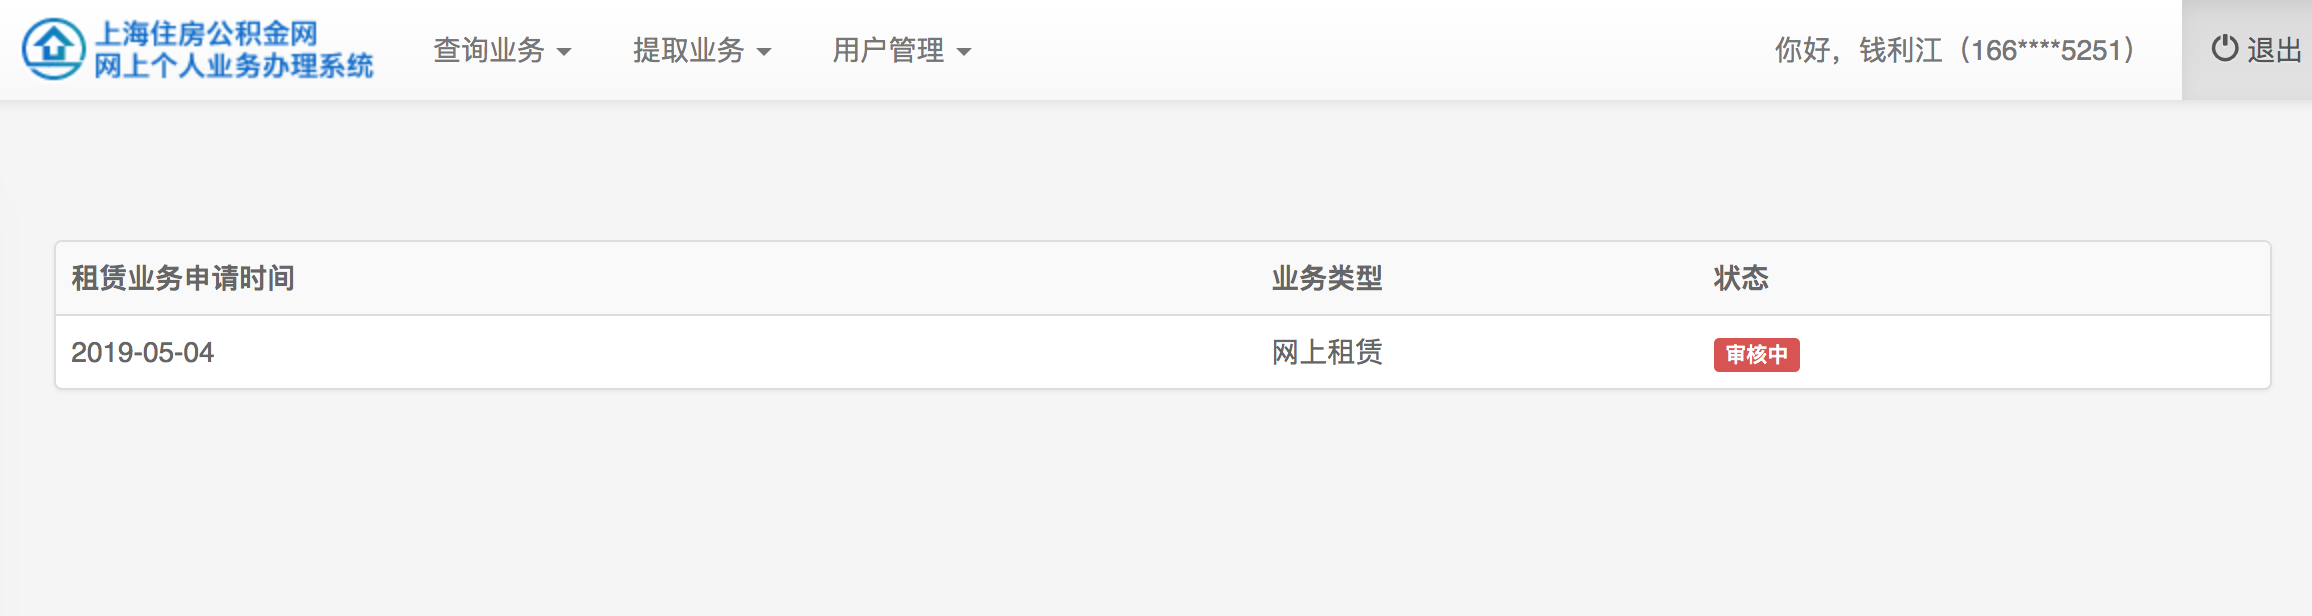 上海住房公积金网
网上个人业务办理系统
查询业务 提取业务 用户管理 你好，钱利江（166****5251） 退出
租赁业务申请时间 业务类型 状态
2019-05-04 网上租赁 审核中